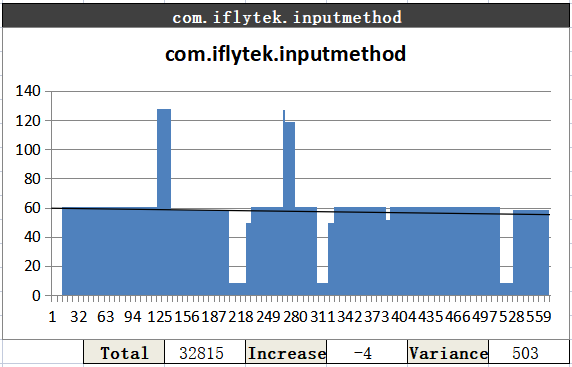 com.iflytek.inputmethod
com.iflytek.inputmethod
140
120
100
80
60
40
20
0
1 32 63 94 125 156 187 218 249 280 311 342 373 404 435 466 497 528 559
Total 32815 Increase -4 Variance 503